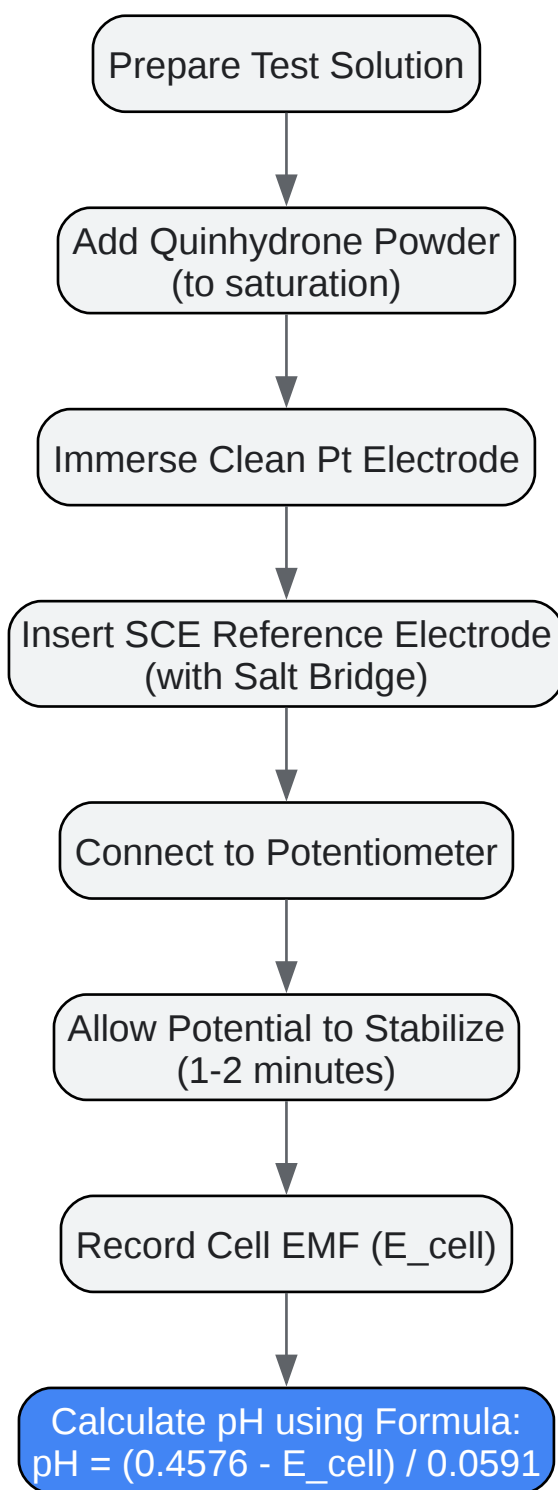 Prepare Test Solution
Add Quinhydrone Powder
(to saturation)
Immerse Clean Pt Electrode
Insert SCE Reference Electrode
(with Salt Bridge)
Connect to Potentiometer
Allow Potential to Stabilize
(1-2 minutes)
Record Cell EMF (E_cell)
Calculate pH using Formula:
pH = (0.4576 - E_cell) / 0.0591